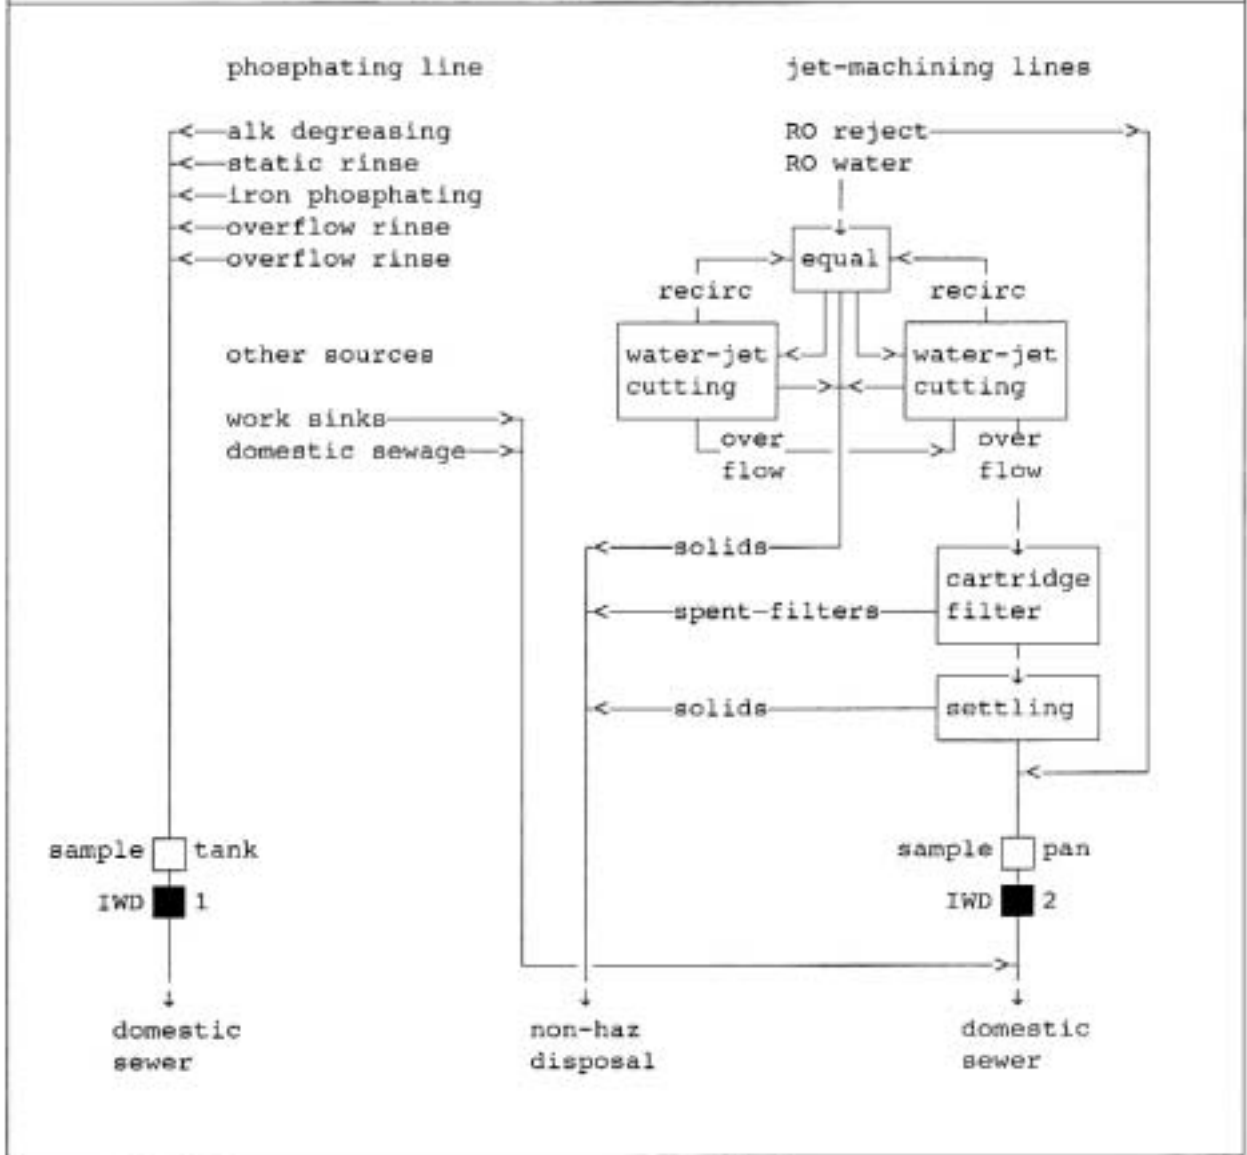 phosphating line
jet-machining lines
alk degreasing
static rinse
iron phosphating
overflow rinse
overflow rinse
RO reject
RO water
equal
recirc
recirc
water-jet
cutting
water-jet
cutting
over
flow
over
flow
other sources
work sinks
domestic sewage
solids
cartridge
filter
spent-filters
solids
settling
sample tank
IWD 1
sample pan
IWD 2
domestic
sewer
non-haz
disposal
domestic
sewer